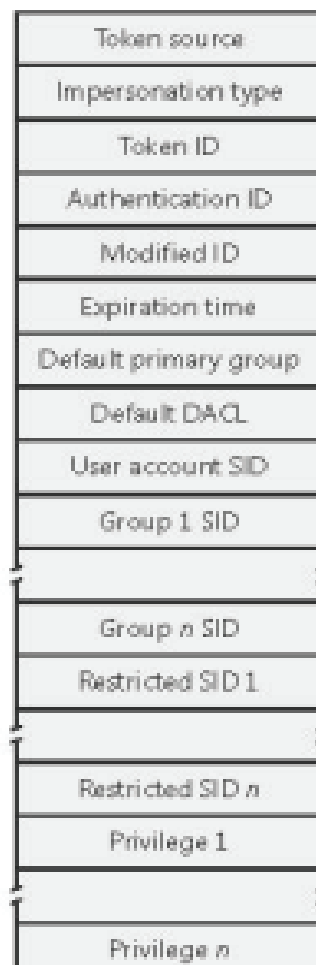 Token source
Impersonation type
Token ID
Authentication ID
Modified ID
Expiration time
Default primary group
Default DACL
User account SID
Group 1 SID
Group n SID
Restricted SID 1
Restricted SID n
Privilege 1
Privilege n